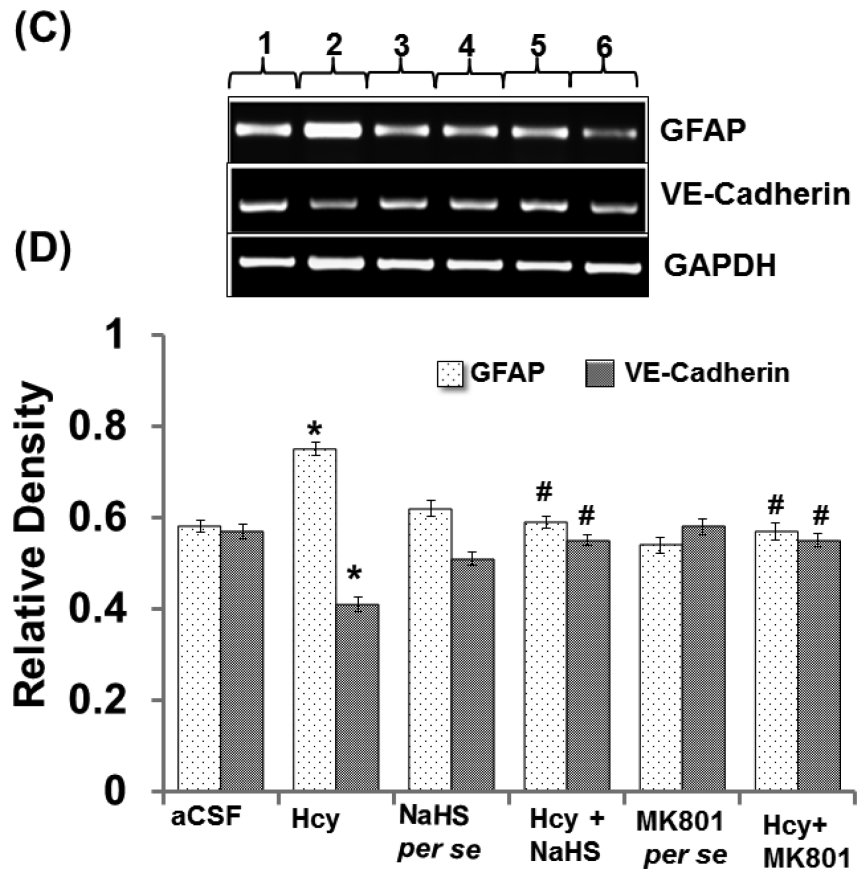 (C)
1 2 3 4 5 6
GFAP
VE-Cadherin
(D)
GAPDH
1
GFAP VE-Cadherin
0.8
*
0.6
# # # #
*
0.4
0.2
0
Relative Density
aCSF Hcy NaHS Hcy + MK801 Hcy+
per se NaHS per se MK801